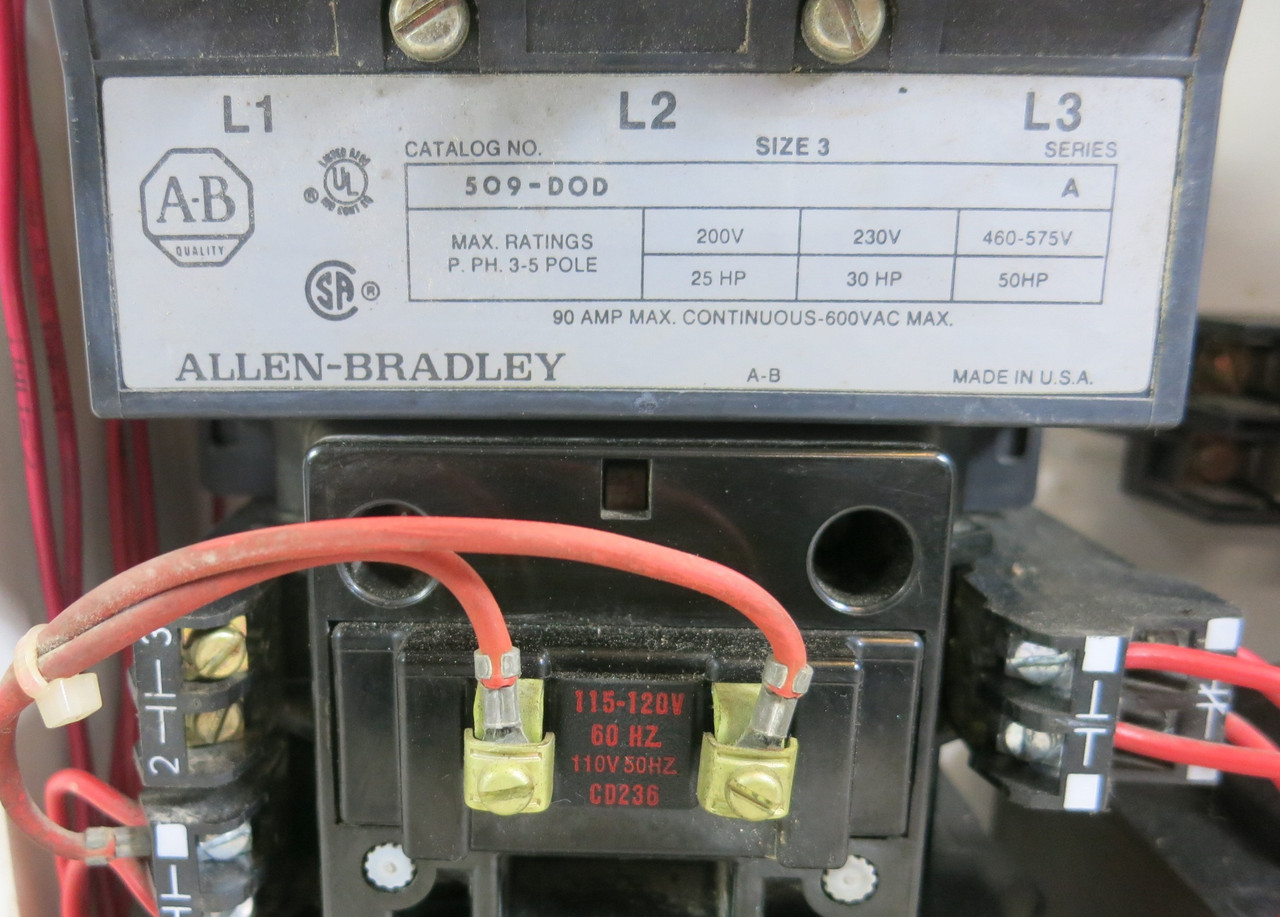 L1 L2 L3
CATALOG NO. SIZE 3 SERIES
509-DOD A
MAX. RATINGS
P. PH. 3-5 POLE
200V 230V 460-575V
25 HP 30 HP 50HP
90 AMP MAX. CONTINUOUS-600VAC MAX.
A-B
QUALITY
UL
®
SA ®
ALLEN-BRADLEY A-B MADE IN U.S.A.
115-120V
60 HZ
110V 50HZ
CD236
3
2